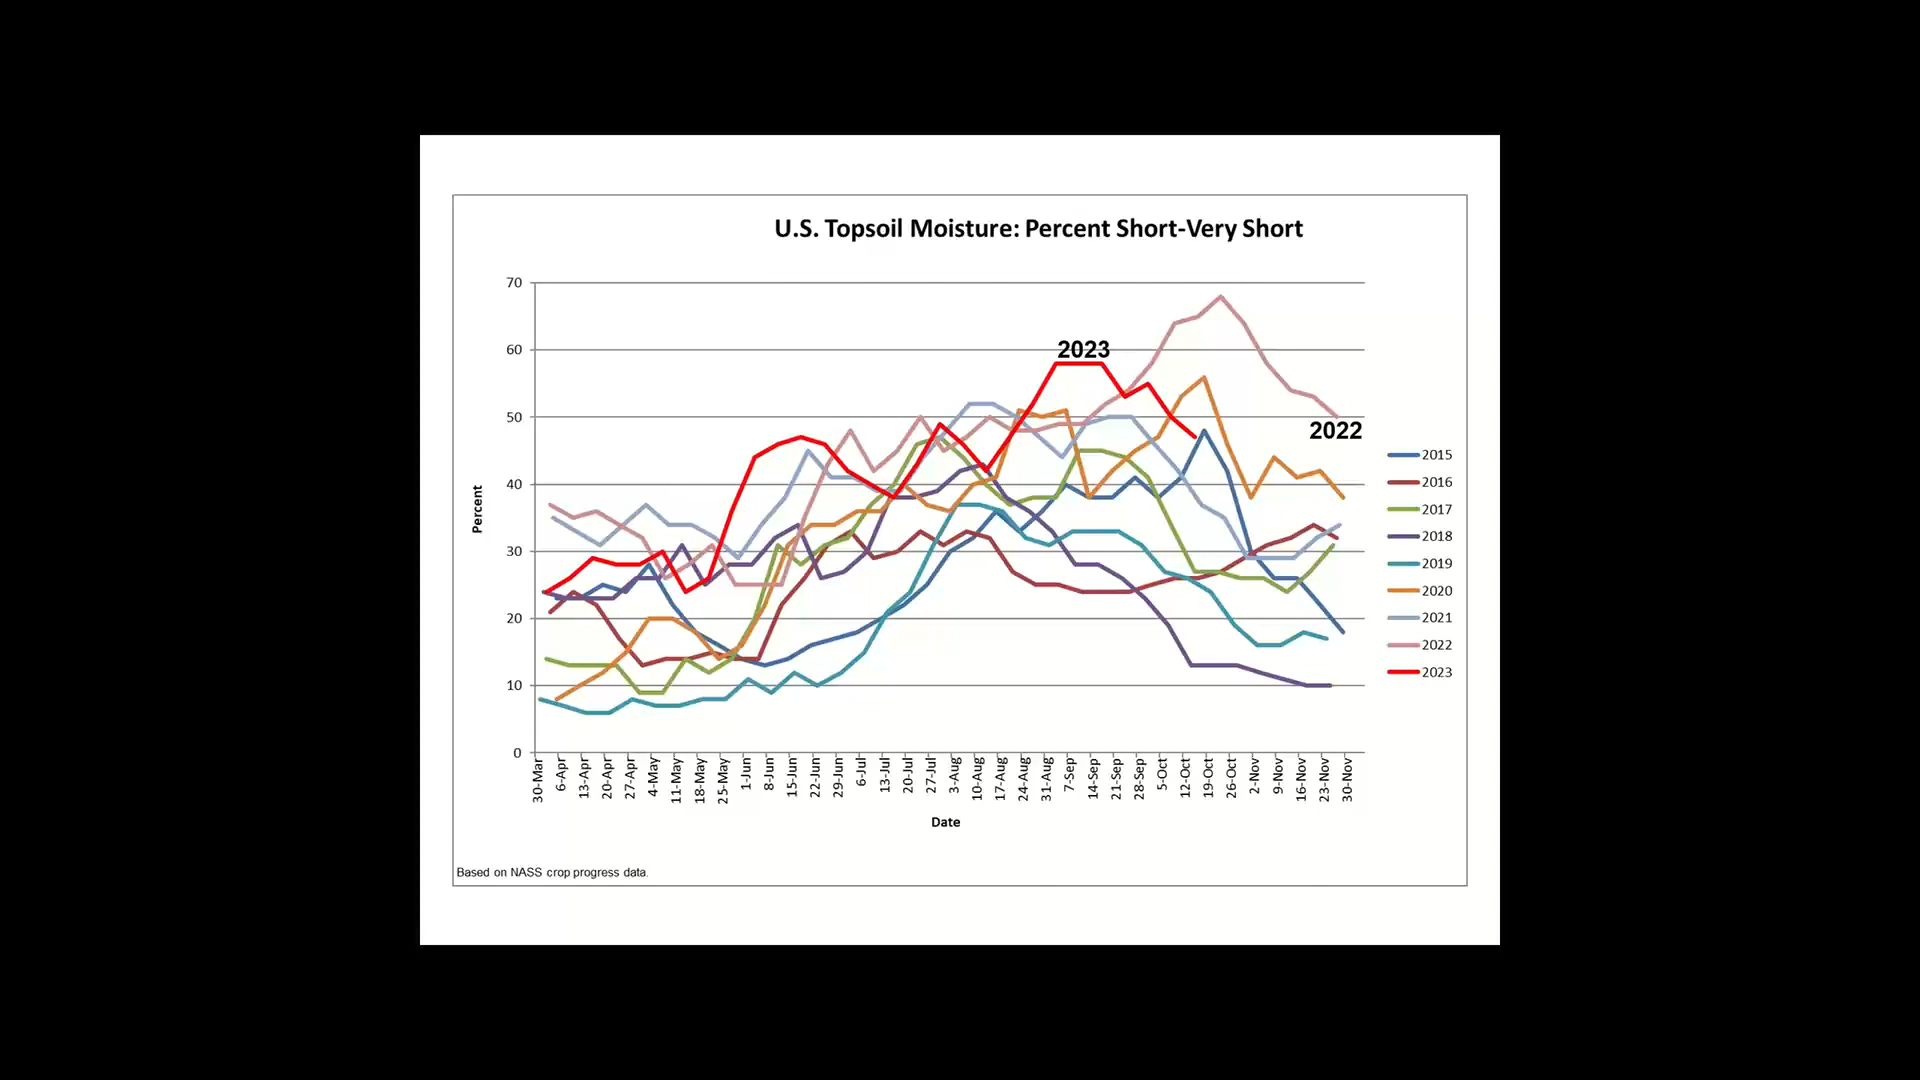 U.S. Topsoil Moisture: Percent Short-Very Short
70
60
50
40
30
20
10
0
Percent
2023
2022
2015
2016
2017
2018
2019
2020
2021
2022
2023
30-Mar
6-Apr
13-Apr
20-Apr
27-Apr
4-May
11-May
18-May
25-May
1-Jun
8-Jun
15-Jun
22-Jun
29-Jun
6-Jul
13-Jul
20-Jul
27-Jul
3-Aug
10-Aug
17-Aug
24-Aug
31-Aug
7-Sep
14-Sep
21-Sep
28-Sep
5-Oct
12-Oct
19-Oct
26-Oct
2-Nov
9-Nov
16-Nov
23-Nov
30-Nov
Date
Based on NASS crop progress data.